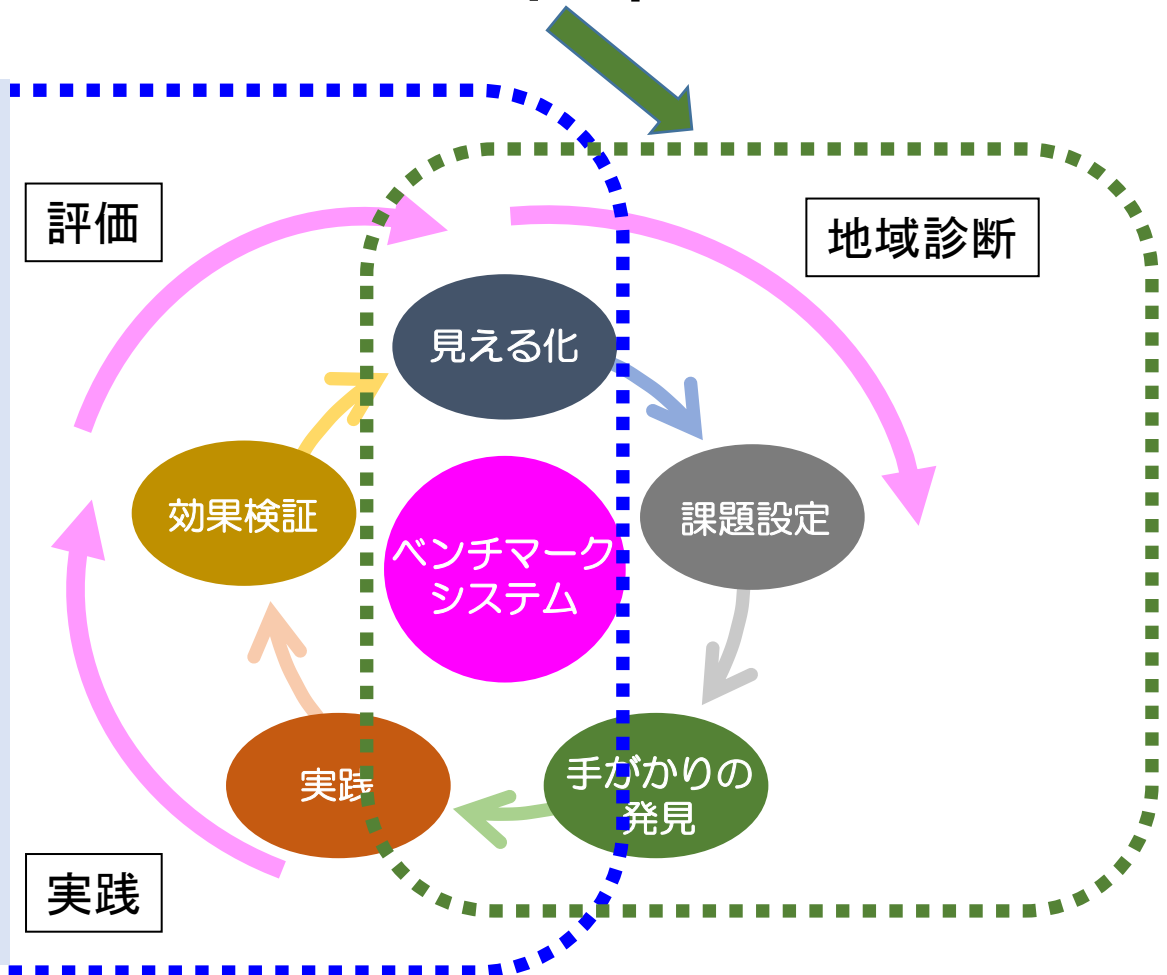 評価
地域診断
見える化
効果検証
課題設定
ベンチマーク
システム
実践
手がかりの
発見
実践